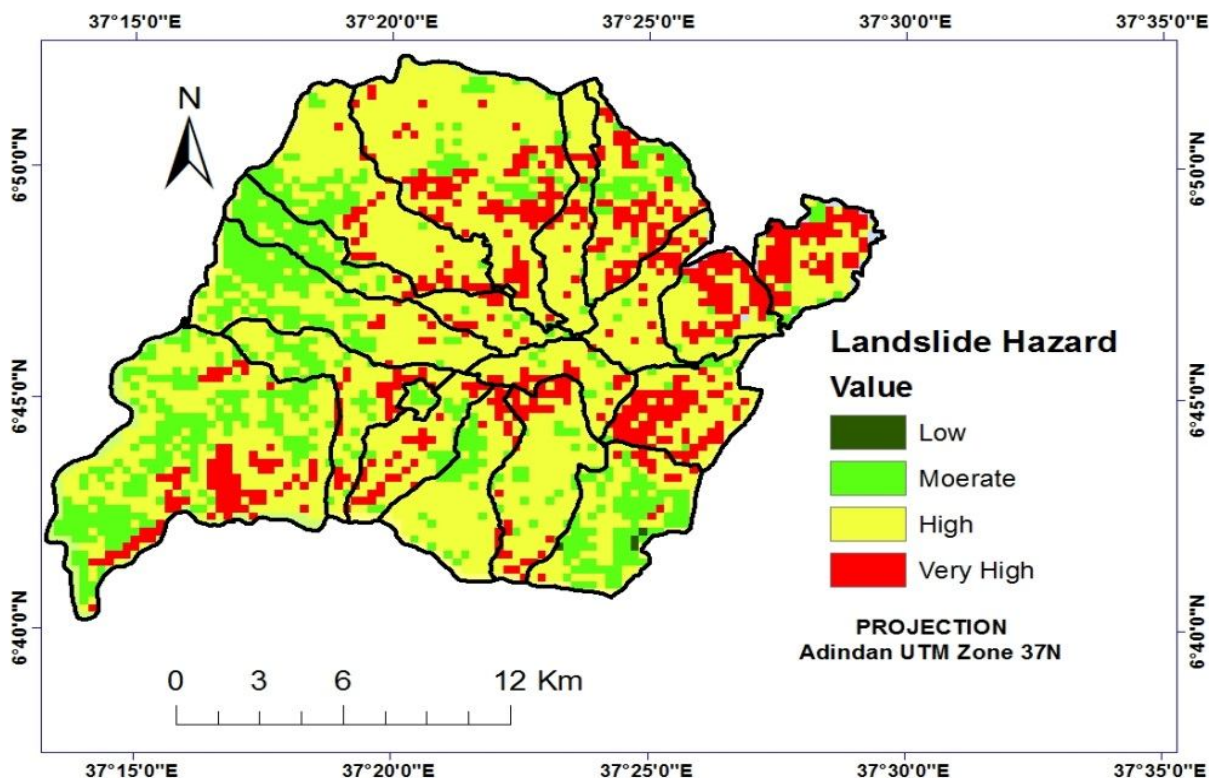 37°15'0"E 37°20'0"E 37°25'0"E 37°30'0"E 37°35'0"E
N
6°50'0"N 6°50'0"N
Landslide Hazard
Value
6°45'0"N 6°45'0"N
Low
Moerate
High
Very High
6°40'0"N 6°40'0"N
PROJECTION
Adindan UTM Zone 37N
0 3 6 12 Km
37°15'0"E 37°20'0"E 37°25'0"E 37°30'0"E 37°35'0"E